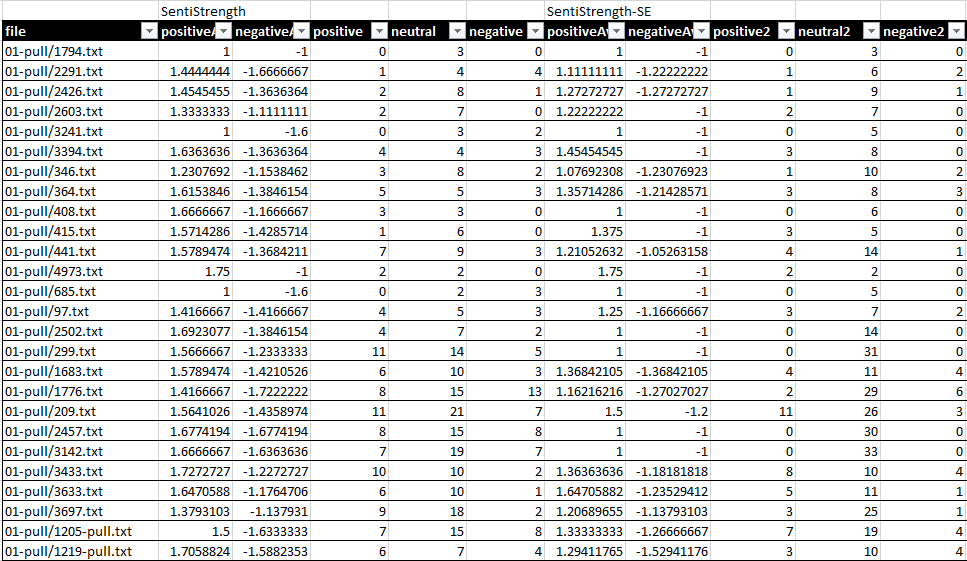 SentiStrength SentiStrength-SE
file positiveA negativeA positive neutral negative positiveAv negativeAv positive2 neutral2 negative2
01-pull/1794.txt 1 -1 0 3 0 1 -1 0 3 0
01-pull/2291.txt 1.4444444 -1.6666667 1 4 4 1.11111111 -1.22222222 1 6 2
01-pull/2426.txt 1.4545455 -1.3636364 2 8 1 1.27272727 -1.27272727 1 9 1
01-pull/2603.txt 1.3333333 -1.1111111 2 7 0 1.22222222 -1 2 7 0
01-pull/3241.txt 1 -1.6 0 3 2 1 -1 0 5 0
01-pull/3394.txt 1.6363636 -1.3636364 4 4 3 1.45454545 -1 3 8 0
01-pull/346.txt 1.2307692 -1.1538462 3 8 2 1.07692308 -1.23076923 1 10 2
01-pull/364.txt 1.6153846 -1.3846154 5 5 3 1.35714286 -1.21428571 3 8 3
01-pull/408.txt 1.6666667 -1.1666667 3 3 0 1 -1 0 6 0
01-pull/415.txt 1.5714286 -1.4285714 1 6 0 1.375 -1 3 5 0
01-pull/441.txt 1.5789474 -1.3684211 7 9 3 1.21052632 -1.05263158 4 14 1
01-pull/4973.txt 1.75 -1 2 2 0 1.75 -1 2 2 0
01-pull/685.txt 1 -1.6 0 2 3 1 -1 0 5 0
01-pull/97.txt 1.4166667 -1.4166667 4 5 3 1.25 -1.16666667 3 7 2
01-pull/2502.txt 1.6923077 -1.3846154 4 7 2 1 -1 0 14 0
01-pull/299.txt 1.5666667 -1.2333333 11 14 5 1 -1 0 31 0
01-pull/1683.txt 1.5789474 -1.4210526 6 10 3 1.36842105 -1.36842105 4 11 4
01-pull/1776.txt 1.4166667 -1.7222222 8 15 13 1.16216216 -1.27027027 2 29 6
01-pull/209.txt 1.5641026 -1.4358974 11 21 7 1.5 -1.2 11 26 3
01-pull/2457.txt 1.6774194 -1.6774194 8 15 8 1 -1 0 30 0
01-pull/3142.txt 1.6666667 -1.6363636 7 19 7 1 -1 0 33 0
01-pull/3433.txt 1.7272727 -1.2272727 10 10 2 1.36363636 -1.18181818 8 10 4
01-pull/3633.txt 1.6470588 -1.1764706 6 10 1 1.64705882 -1.23529412 5 11 1
01-pull/3697.txt 1.3793103 -1.137931 9 18 2 1.20689655 -1.13793103 3 25 1
01-pull/1205-pull.txt 1.5 -1.6333333 7 15 8 1.33333333 -1.26666667 7 19 4
01-pull/1219-pull.txt 1.7058824 -1.5882353 6 7 4 1.29411765 -1.52941176 3 10 4